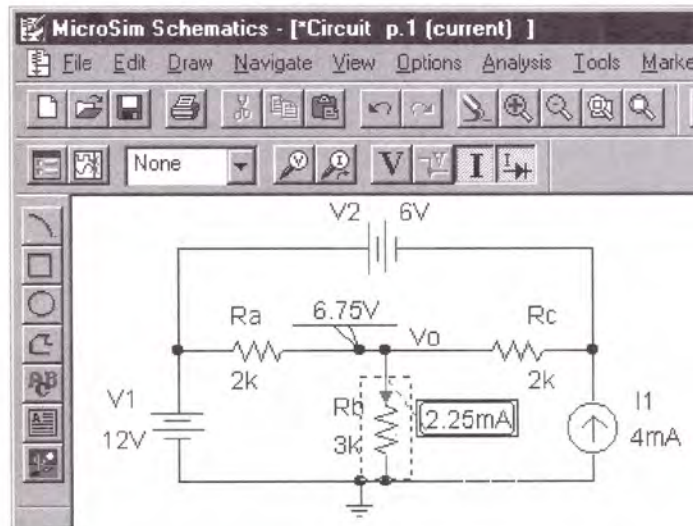 MicroSim Schematics - [*Circuit p.1 (current) ]
File Edit Draw Navigate View Options Analysis Tools Marke
None V I V V I I
V2 6V
6.75V
Ra Vo Rc
2k 2k
V1 Rb 2.25mA I1
12V 3k 4mA
ABC
A